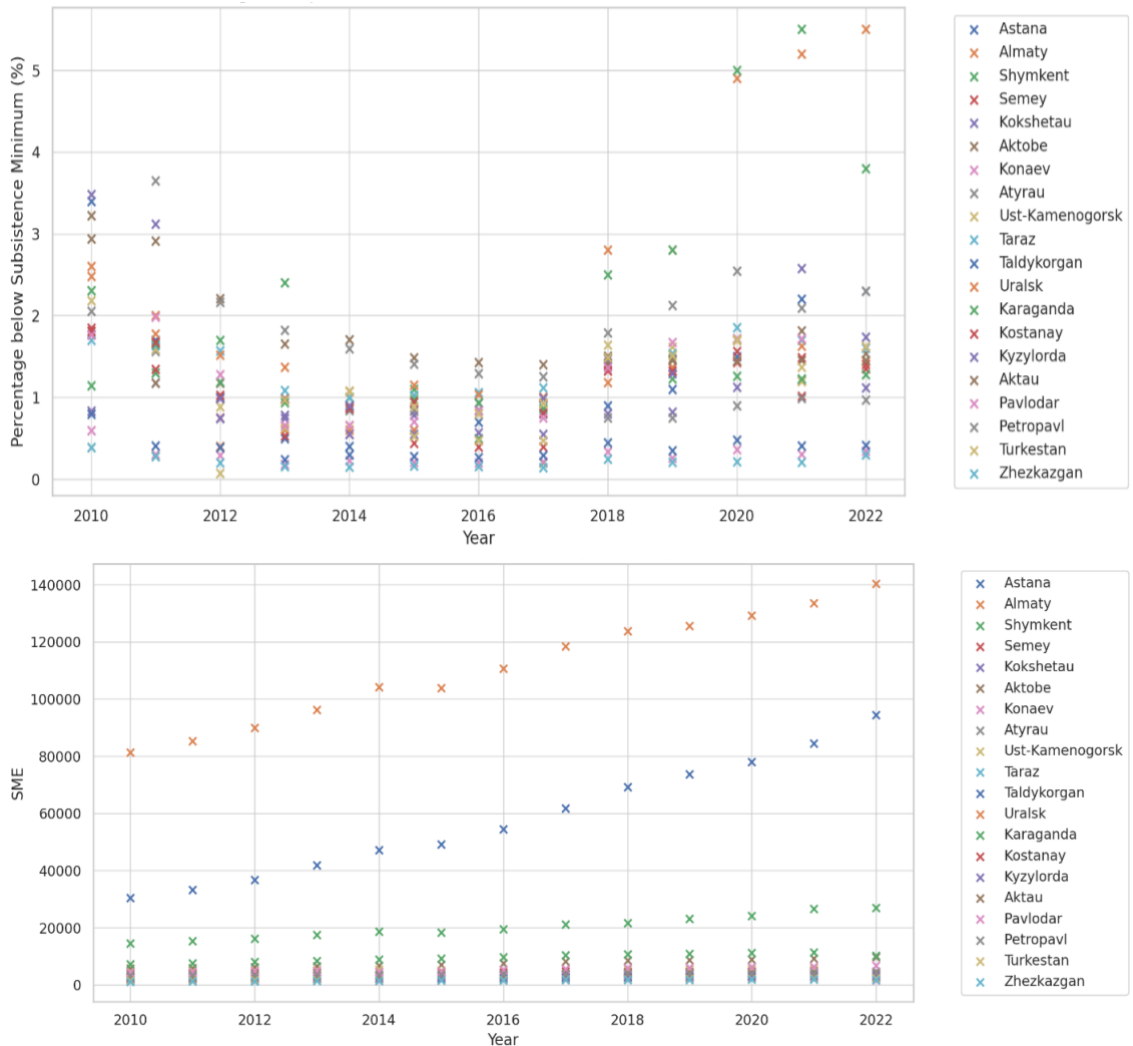 Percentage below Subsistence Minimum (%)
5
4
3
2
1
0
2010 2012 2014 2016 2018 2020 2022
Year
Astana
Almaty
Shymkent
Semey
Kokshetau
Aktobe
Konaev
Atyrau
Ust-Kamenogorsk
Taraz
Taldykorgan
Uralsk
Karaganda
Kostanay
Kyzylorda
Aktau
Pavlodar
Petropavl
Turkestan
Zhezkazgan
SME
140000
120000
100000
80000
60000
40000
20000
0
2010 2012 2014 2016 2018 2020 2022
Year
Astana
Almaty
Shymkent
Semey
Kokshetau
Aktobe
Konaev
Atyrau
Ust-Kamenogorsk
Taraz
Taldykorgan
Uralsk
Karaganda
Kostanay
Kyzylorda
Aktau
Pavlodar
Petropavl
Turkestan
Zhezkazgan